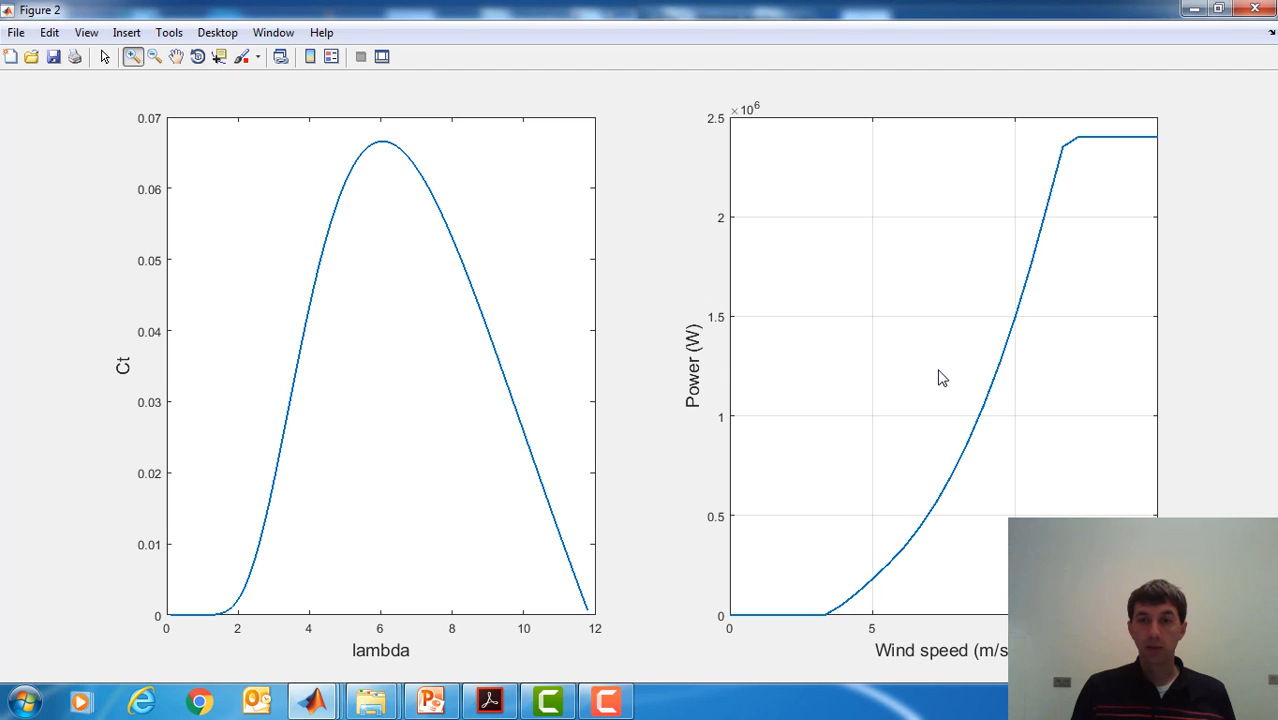 Figure 2
File Edit View Insert Tools Desktop Window Help
0.07
0.06
0.05
0.04
0.03
0.02
0.01
0
Ct
0 2 4 6 8 10 12
lambda
×10^6
2.5
2
1.5
1
0.5
0
Power (W)
0 5
Wind speed (m/s